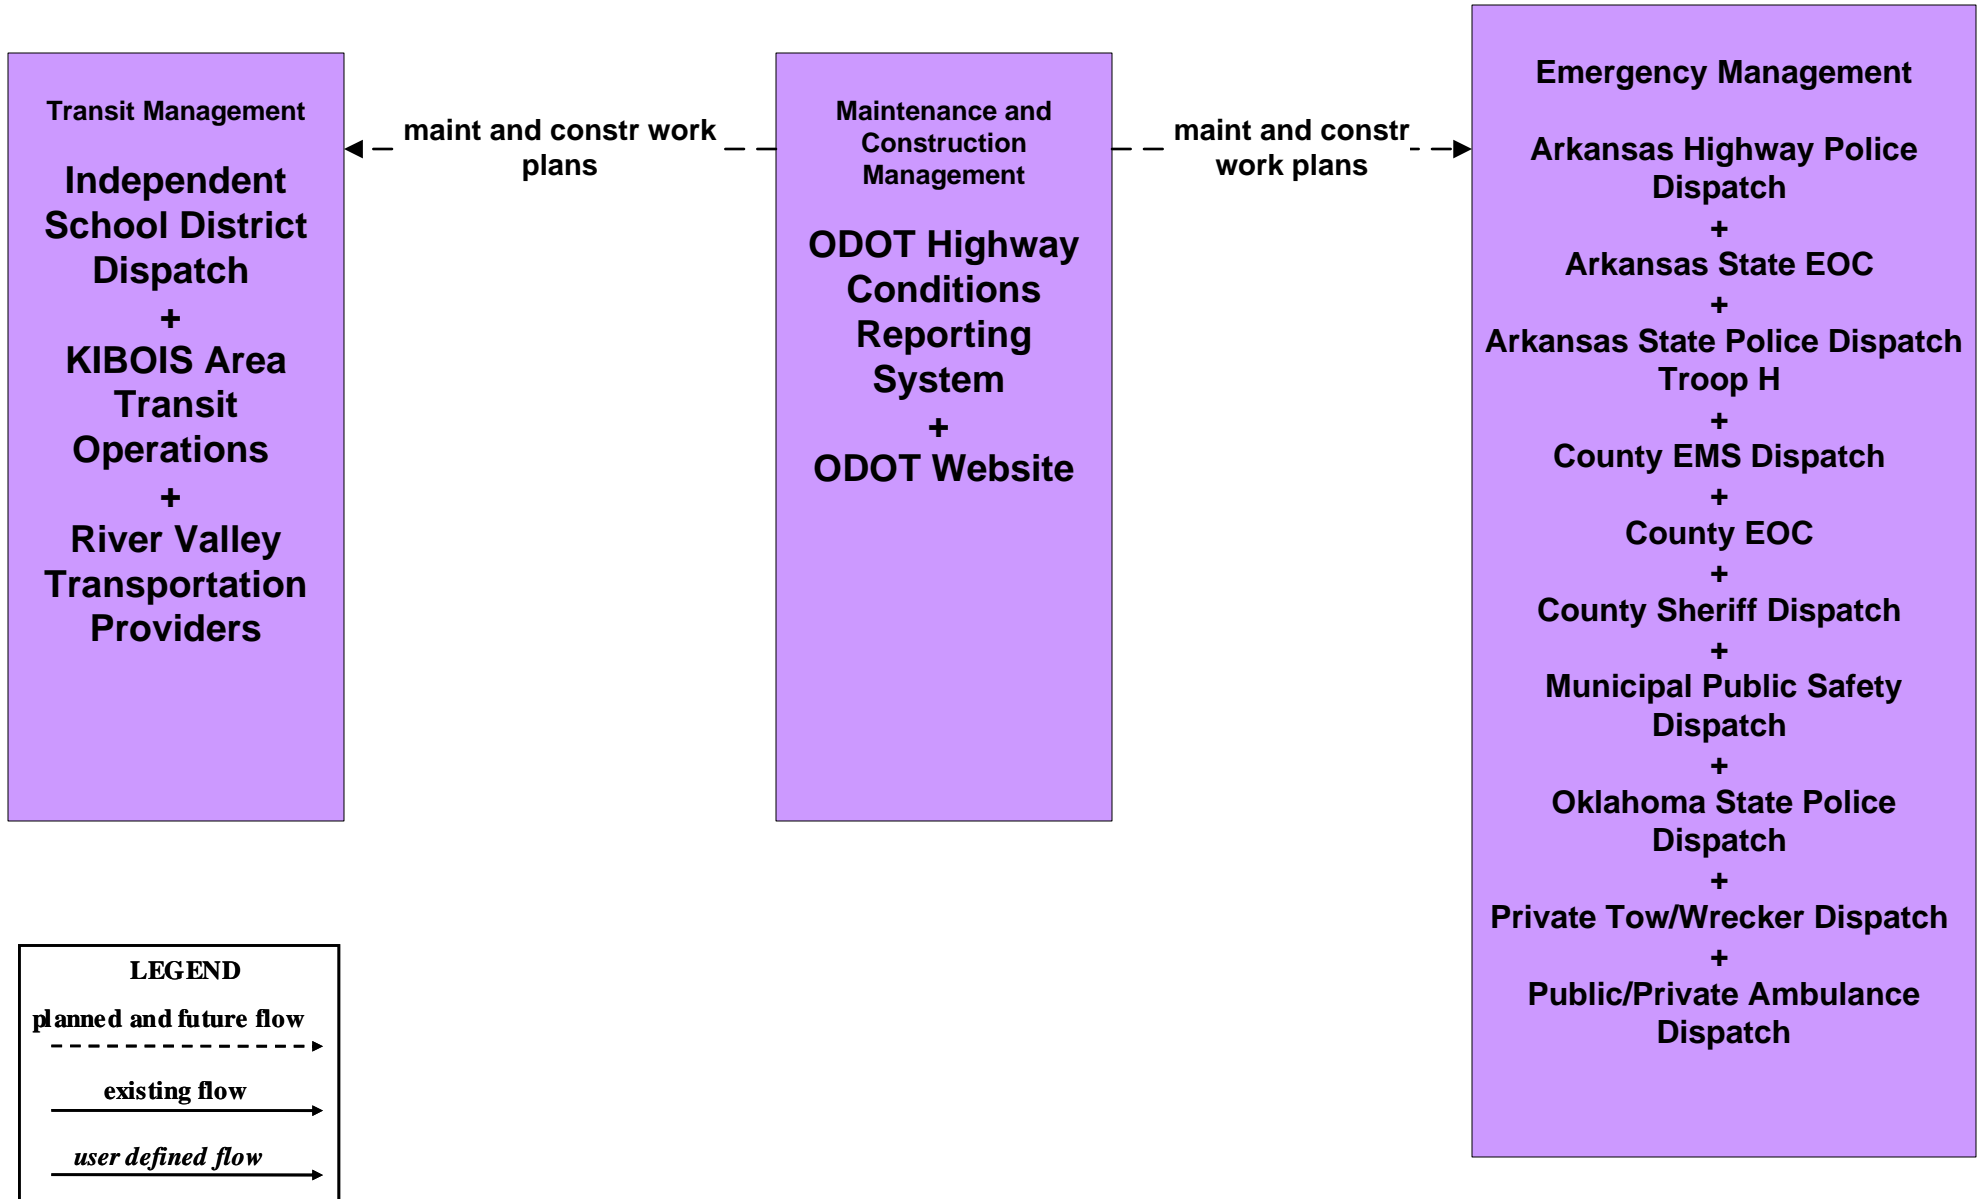 Transit Management
Independent
School District
Dispatch
+
KIBOIS Area
Transit
Operations
+
River Valley
Transportation
Providers
maint and constr work
plans
Maintenance and
Construction
Management
ODOT Highway
Conditions
Reporting
System
+
ODOT Website
maint and constr
work plans
Emergency Management
Arkansas Highway Police
Dispatch
+
Arkansas State EOC
+
Arkansas State Police Dispatch
Troop H
+
County EMS Dispatch
+
County EOC
+
County Sheriff Dispatch
+
Municipal Public Safety
Dispatch
+
Oklahoma State Police
Dispatch
+
Private Tow/Wrecker Dispatch
+
Public/Private Ambulance
Dispatch
LEGEND
planned and future flow
existing flow
user defined flow